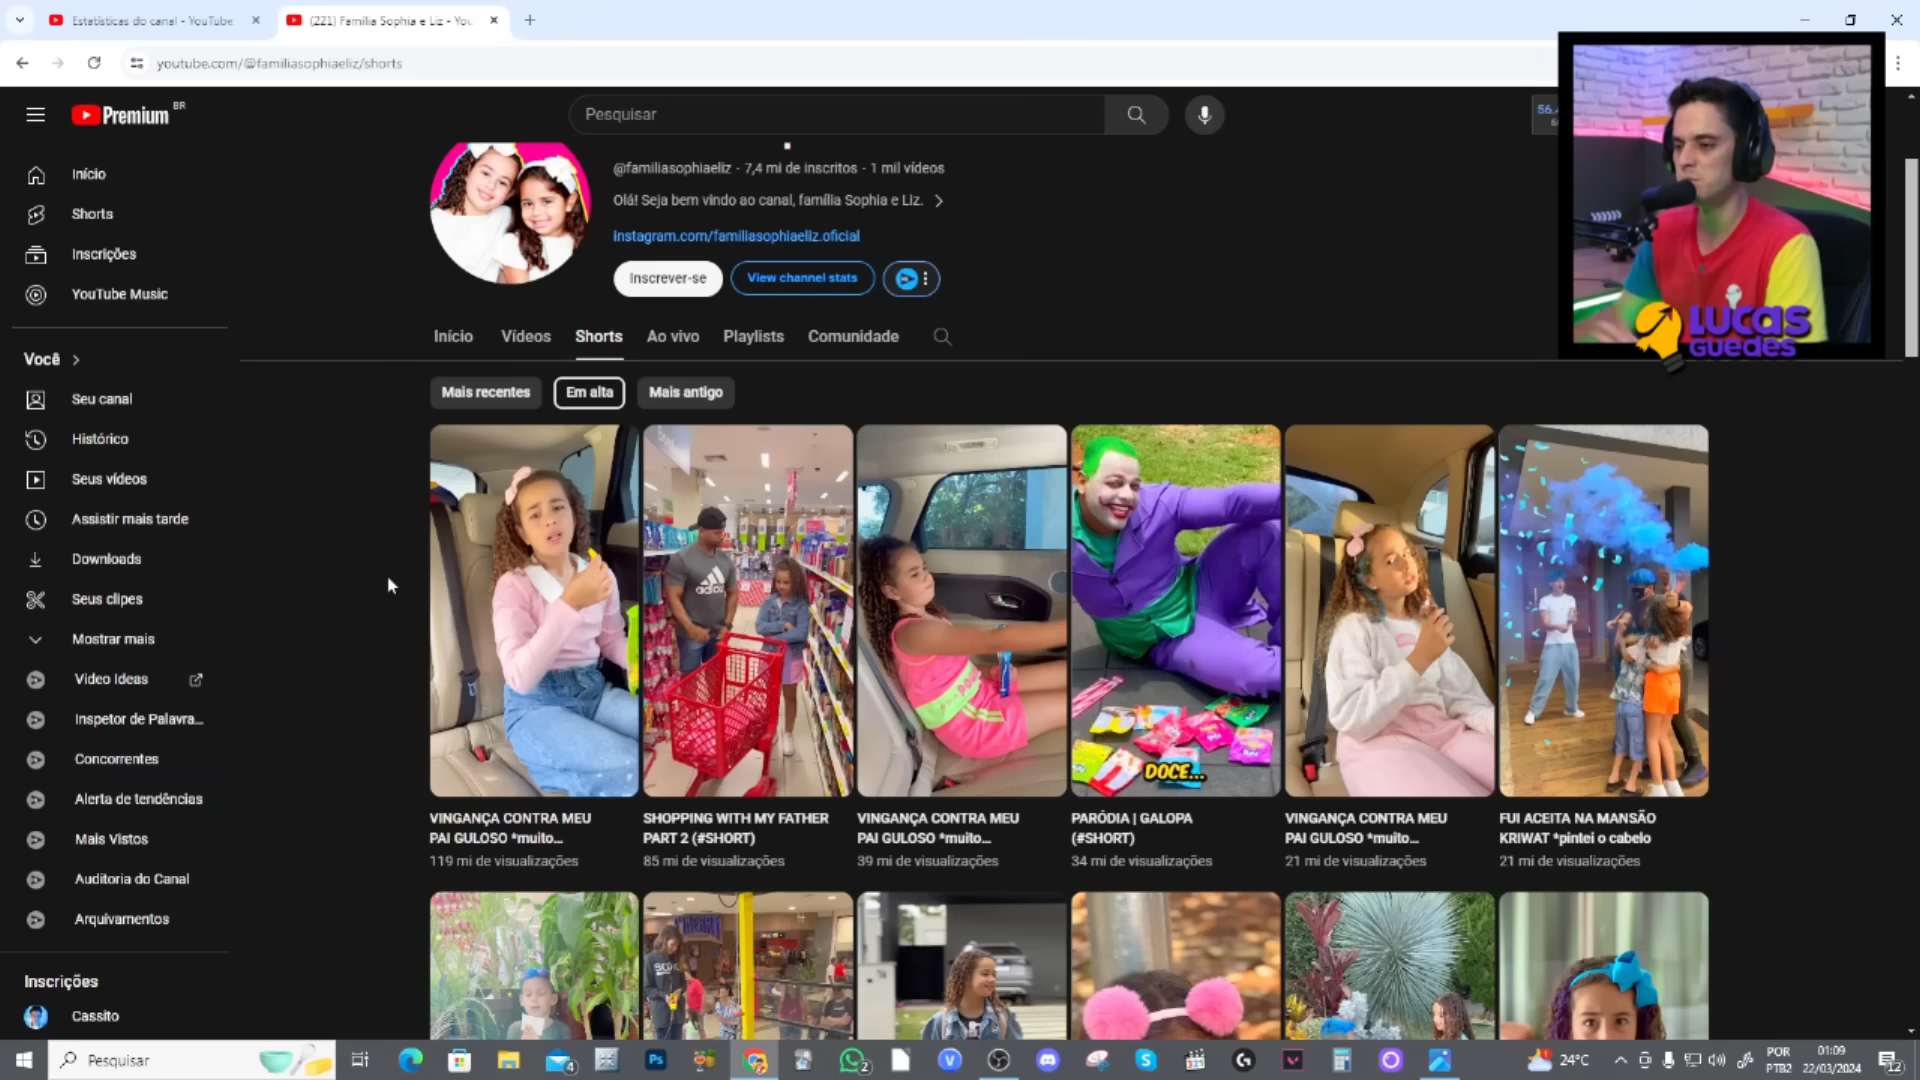 Estatísticas do canal - YouTube
(221) Família Sophia e Liz - You
youtube.com/@familiasophiaeliz/shorts
Premium
BR
Pesquisar
56.
Início
Shorts
Inscrições
YouTube Music
Você
Seu canal
Histórico
Seus vídeos
Assistir mais tarde
Downloads
Seus clipes
Mostrar mais
Video Ideas
Inspetor de Palavra...
Concorrentes
Alerta de tendências
Mais Vistos
Auditoria do Canal
Arquivamentos
Inscrições
Cassito
@familiasophiaeliz - 7,4 mi de inscritos - 1 mil vídeos
Olá! Seja bem vindo ao canal, família Sophia e Liz.
instagram.com/familiasophiaeliz.oficial
Inscrever-se
View channel stats
Início
Vídeos
Shorts
Ao vivo
Playlists
Comunidade
Mais recentes
Em alta
Mais antigo
LUCAS
GUEDES
adidas
DOCE...
VINGANÇA CONTRA MEU
PAI GULOSO *muito...
119 mi de visualizações
SHOPPING WITH MY FATHER
PART 2 (#SHORT)
85 mi de visualizações
VINGANÇA CONTRA MEU
PAI GULOSO *muito...
39 mi de visualizações
PARÓDIA | GALOPA
(#SHORT)
34 mi de visualizações
VINGANÇA CONTRA MEU
PAI GULOSO *muito...
21 mi de visualizações
FUI ACEITA NA MANSÃO
KRIWAT *pintei o cabelo
21 mi de visualizações
Pesquisar
4
Ps
2
24°C
POR
PTB2
01:09
22/03/2024
12